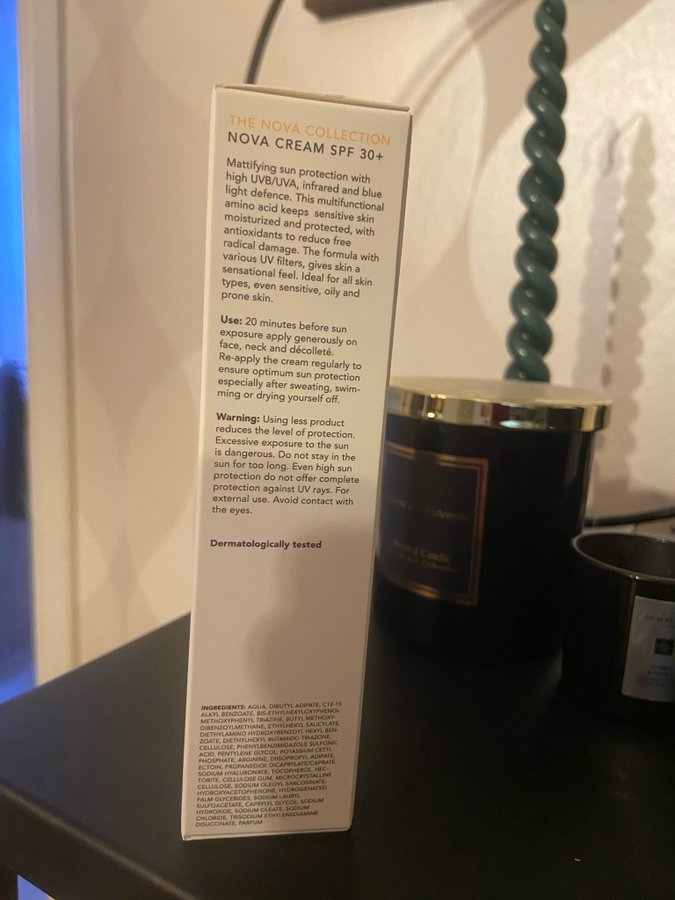 THE NOVA COLLECTION
NOVA CREAM SPF 30+
Mattifying sun protection with
high UVB/UVA, infrared and blue
light defence. This multifunctional
amino acid keeps sensitive skin
moisturized and protected, with
antioxidants to reduce free
radical damage. The formula with
various UV filters, gives skin a
sensational feel. Ideal for all skin
types, even sensitive, oily and
prone skin.
Use: 20 minutes before sun
exposure apply generously on
face, neck and décolleté.
Re-apply the cream regularly to
ensure optimum sun protection
especially after sweating, swim-
ming or drying yourself off.
Warning: Using less product
reduces the level of protection.
Excessive exposure to the sun
is dangerous. Do not stay in the
sun for too long. Even high sun
protection do not offer complete
protection against UV rays. For
external use. Avoid contact with
the eyes.
Dermatologically tested
INGREDIENTS: AQUA, DIBUTYL ADIPATE, C12-15
ALKYL BENZOATE, BIS-ETHYLHEXYLOXYPHENOL-
METHOXYPHENYL TRIAZINE, BUTYL METHOXY-
DIBENZOYLMETHANE, ETHYLHEXYL SALICYLATE,
DIETHYLAMINO HYDROXYBENZOYL HEXYL BEN-
ZOATE, DIETHYLHEXYL BUTAMIDO TRIAZONE,
CELLULOSE, PHENYLBENZIMIDAZOLE SULFONIC
ACID, PENTYLENE GLYCOL, POTASSIUM CETYL
PHOSPHATE, ARGININE, DIISOPROPYL ADIPATE,
ECTOIN, PROPANEDIOL DICAPRYLATE/CAPRATE,
SODIUM HYALURONATE, TOCOPHEROL, HEC-
TORITE, CELLULOSE GUM, MICROCRYSTALLINE
CELLULOSE, SODIUM OLEOYL SARCOSINATE,
HYDROXYACETOPHENONE, HYDROGENATED
PALM GLYCERIDES, SODIUM LAURYL
SULFOACETATE, CAPRYLYL GLYCOL, SODIUM
HYDROXIDE, SODIUM OLEATE, SODIUM
CHLORIDE, TRISODIUM ETHYLENEDIAMINE
DISUCCINATE, PARFUM
Scented Candle